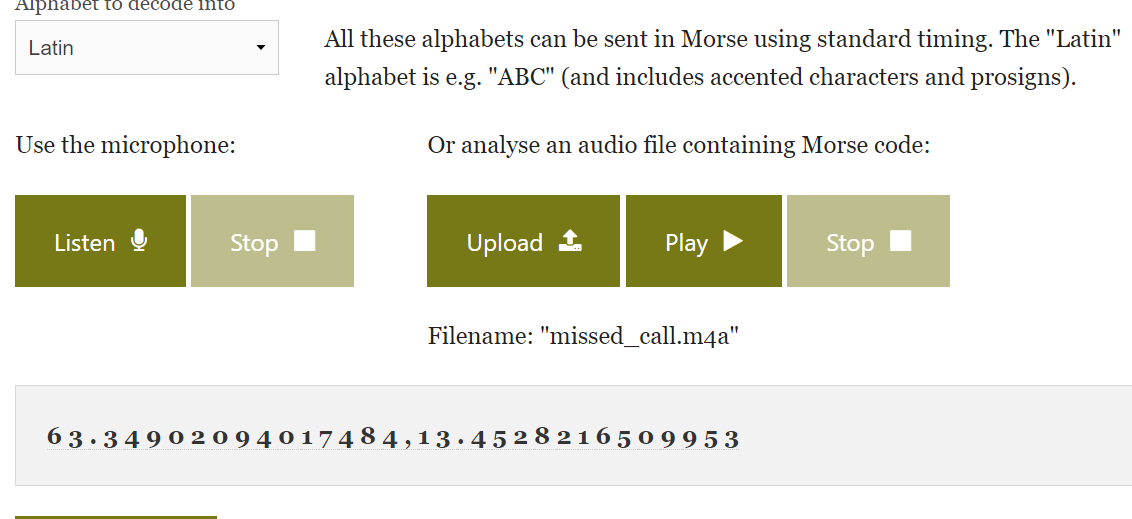 Alphabet to decode into
Latin
All these alphabets can be sent in Morse using standard timing. The "Latin"
alphabet is e.g. "ABC" (and includes accented characters and prosigns).
Use the microphone:
Or analyse an audio file containing Morse code:
Listen
Stop
Upload
Play
Stop
Filename: "missed_call.m4a"
63.34902094017484,13.4528216509953